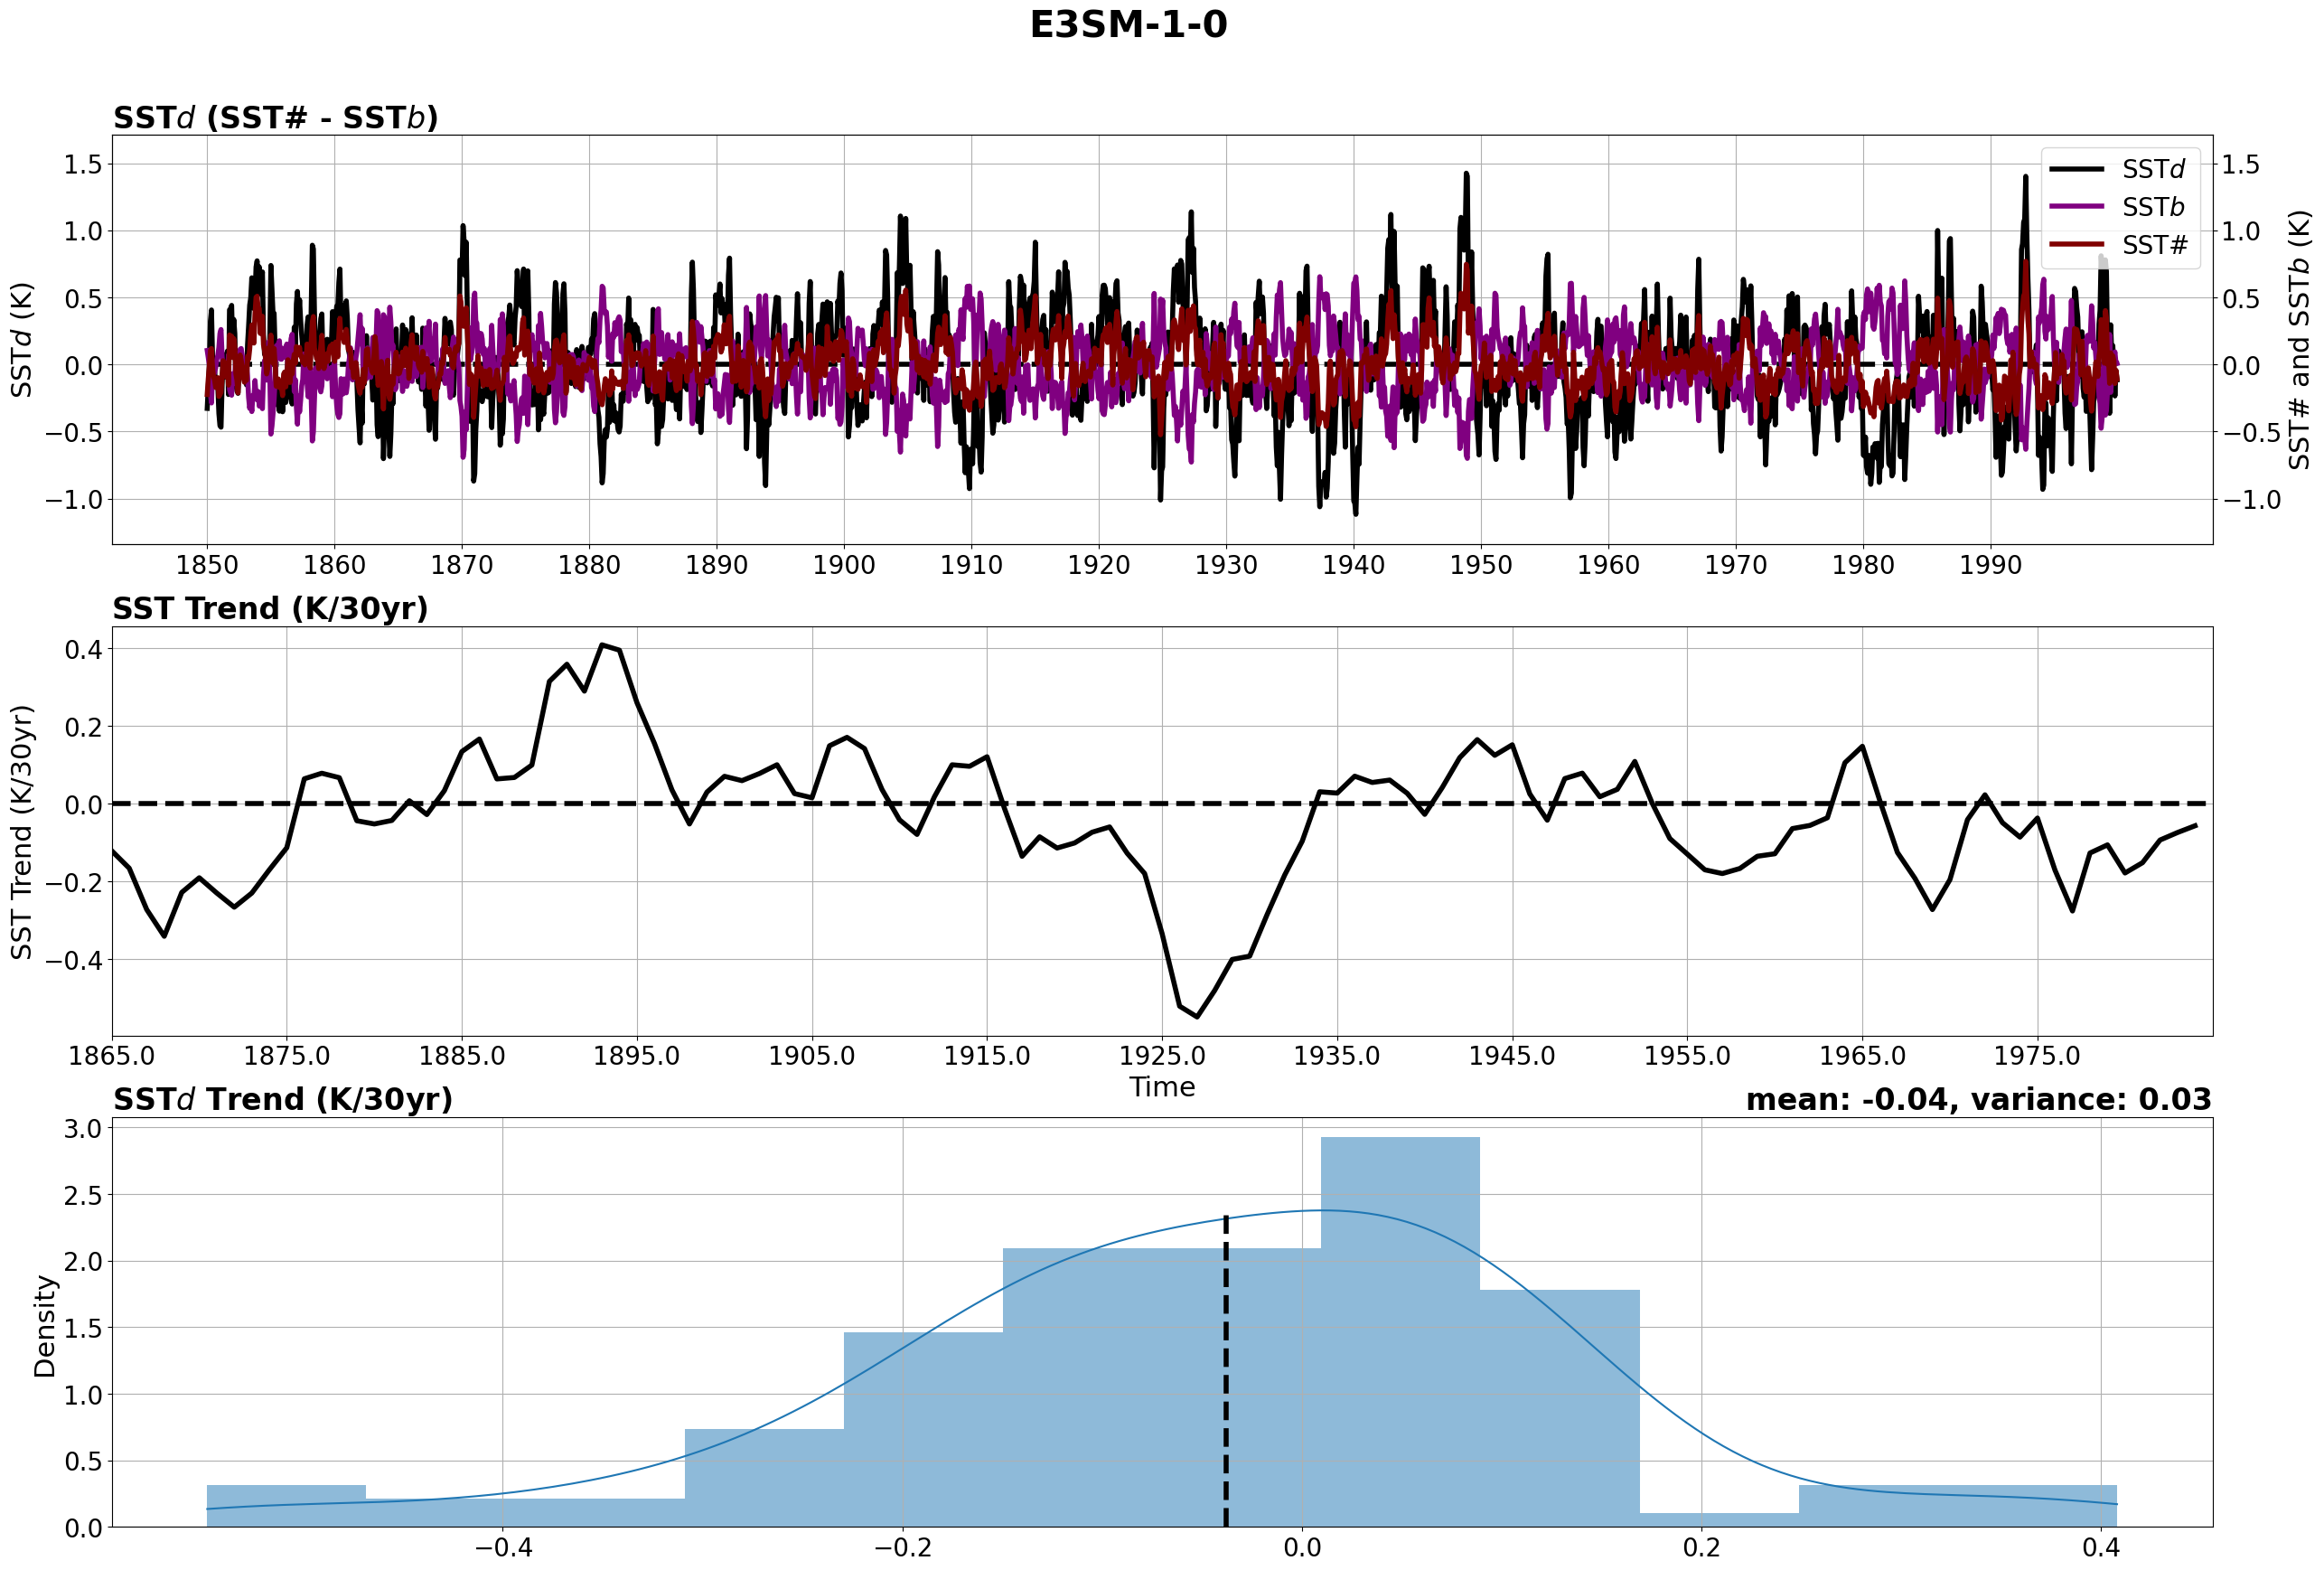 E3SM-1-0
SSTd (SST# - SSTb)
SSTd (K)
1.5
1.0
0.5
0.0
−0.5
−1.0
SSTd
SSTb
SST#
1.5
1.0
0.5
0.0
−0.5
−1.0
SST# and SSTb (K)
1850 1860 1870 1880 1890 1900 1910 1920 1930 1940 1950 1960 1970 1980 1990
SST Trend (K/30yr)
SST Trend (K/30yr)
0.4
0.2
0.0
−0.2
−0.4
1865.0 1875.0 1885.0 1895.0 1905.0 1915.0 1925.0 1935.0 1945.0 1955.0 1965.0 1975.0
Time
SSTd Trend (K/30yr) mean: -0.04, variance: 0.03
Density
3.0
2.5
2.0
1.5
1.0
0.5
0.0
−0.4 −0.2 0.0 0.2 0.4